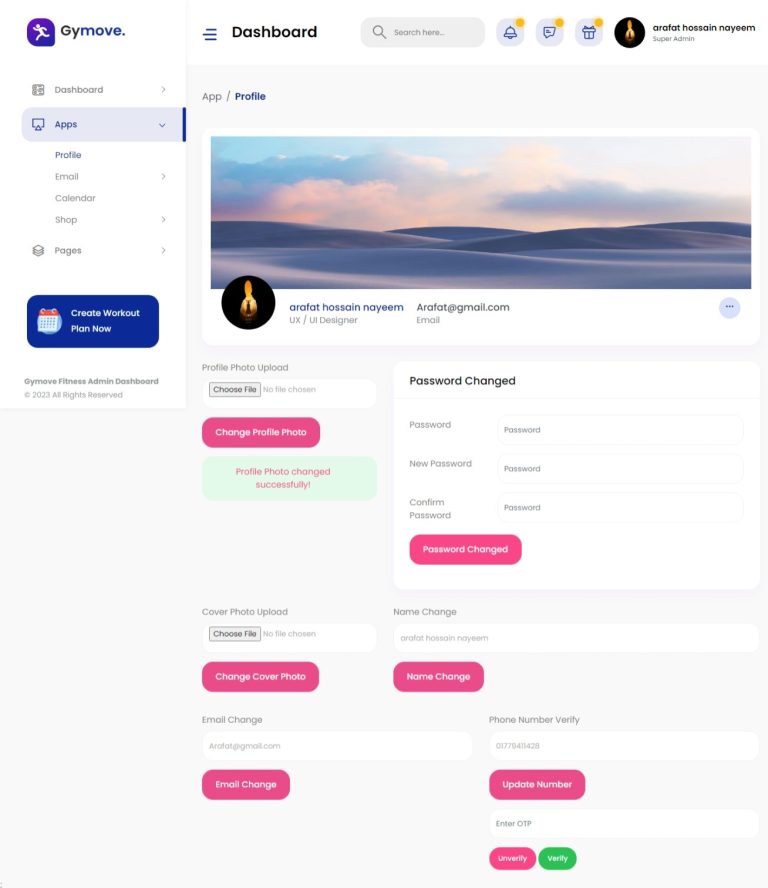 Gymove.
Dashboard
Search here...
arafat hossain nayeem
Super Admin
Dashboard
Apps
Profile
Email
Calendar
Shop
Pages
Create Workout
Plan Now
Gymove Fitness Admin Dashboard
© 2023 All Rights Reserved
App / Profile
arafat hossain nayeem
UX / UI Designer
Arafat@gmail.com
Email
Profile Photo Upload
Choose File No file chosen
Change Profile Photo
Profile Photo changed
successfully!
Password Changed
Password
Password
New Password
Password
Confirm
Password
Password
Password Changed
Cover Photo Upload
Choose File No file chosen
Change Cover Photo
Name Change
arafat hossain nayeem
Name Change
Email Change
Arafat@gmail.com
Email Change
Phone Number Verify
01779411428
Update Number
Enter OTP
Unverify Verify
;